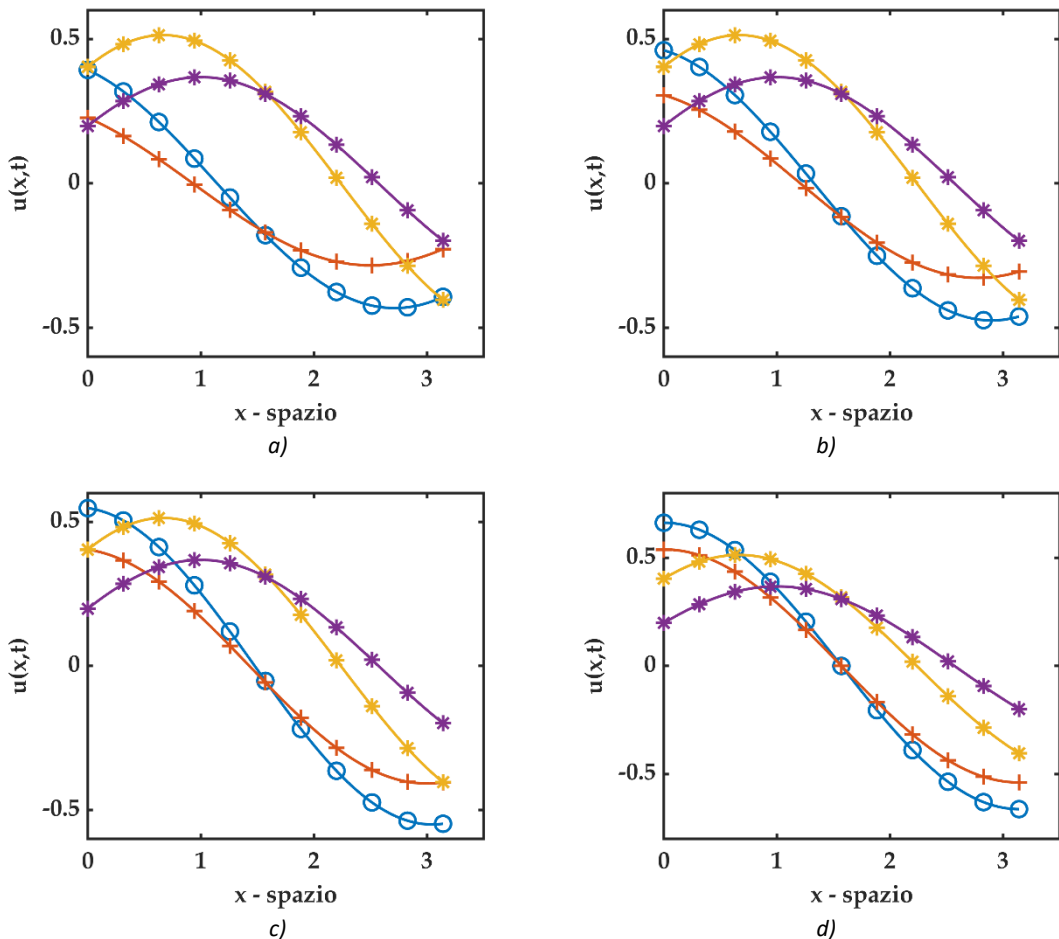 0.5
0
-0.5
u(x,t)
0 1 2 3
x - spazio
a)
0.5
0
-0.5
u(x,t)
0 1 2 3
x - spazio
b)
0.5
0
-0.5
u(x,t)
0 1 2 3
x - spazio
c)
0.5
0
-0.5
u(x,t)
0 1 2 3
x - spazio
d)